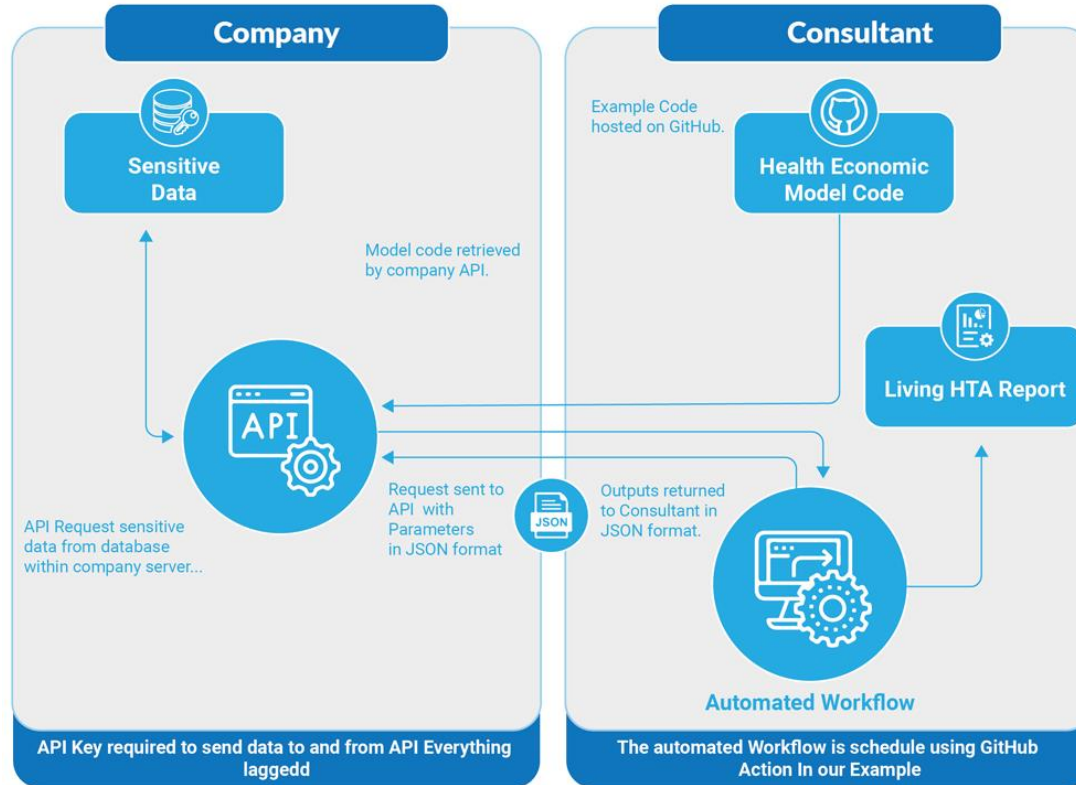 Company
Sensitive
Data
Model code retrieved
by company API.
API
API Request sensitive
data from database
within company server...
Request sent to
API with
Parameters
in JSON format
JSON
API Key required to send data to and from API Everything
laggedd
Consultant
Example Code
hosted on GitHub.
Health Economic
Model Code
Living HTA Report
Outputs returned
to Consultant in
JSON format.
Automated Workflow
The automated Workflow is schedule using GitHub
Action In our Example